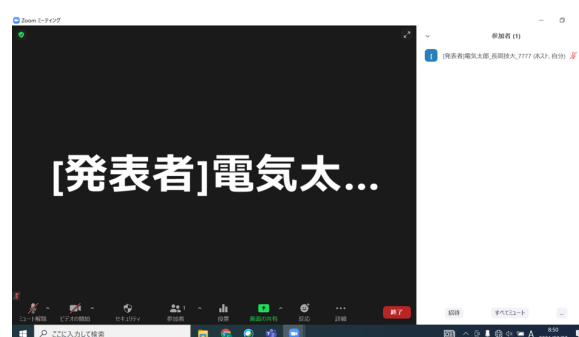 Zoom ミーティング
参加者 (1)
[ [発表者]電気太郎_長岡技大_7777 (ホスト, 自分)
[発表者]電気太...
1
ミュート解除 ビデオの開始 セキュリティ 参加者 投票 画面の共有 反応 詳細 終了
招待 すべてミュート ...
ここに入力して検索
A 8:50